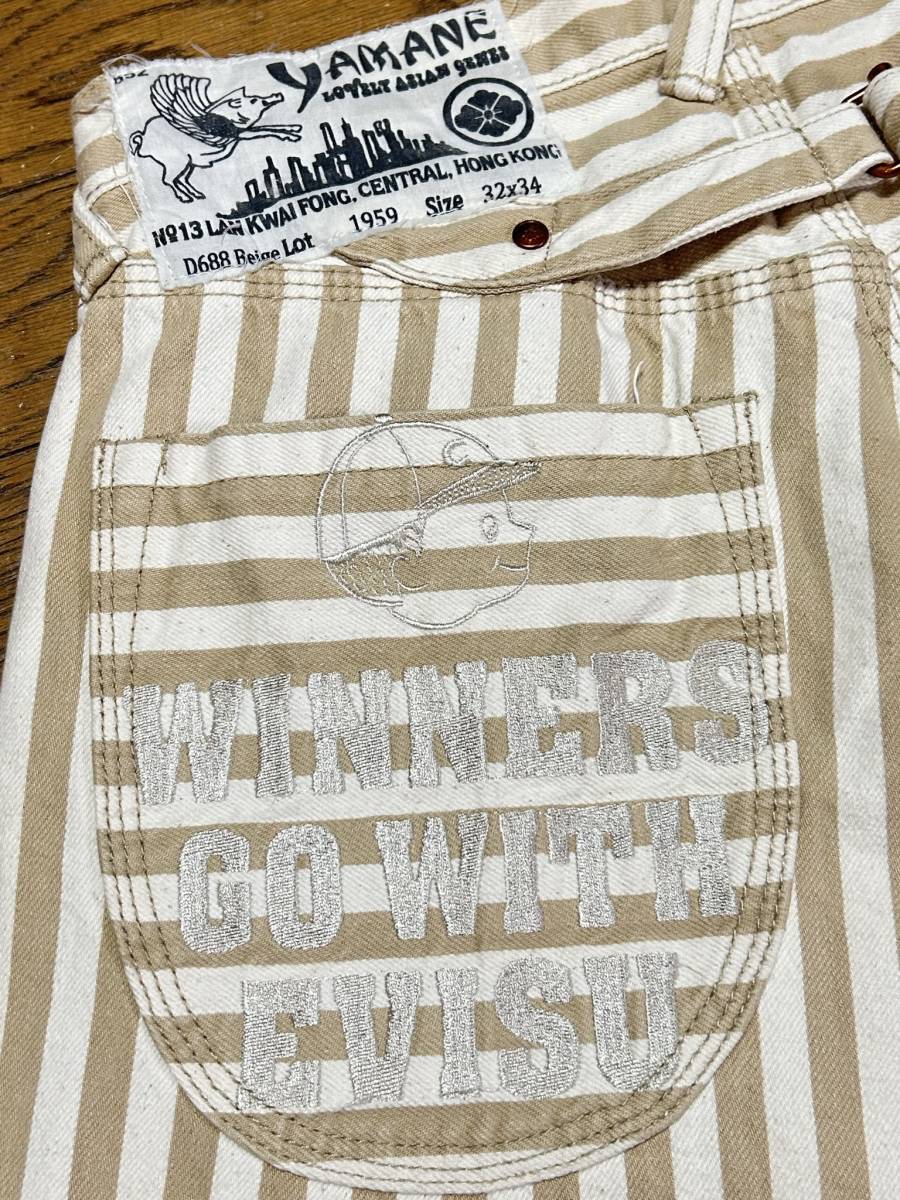 YAMANE
LOVELY ASIAN GENES
Nº13 LAN KWAI FONG, CENTRAL, HONG KONG
D688 Beige Lot 1959 Size 32x34
WINNERS
GO WITH
EVISU